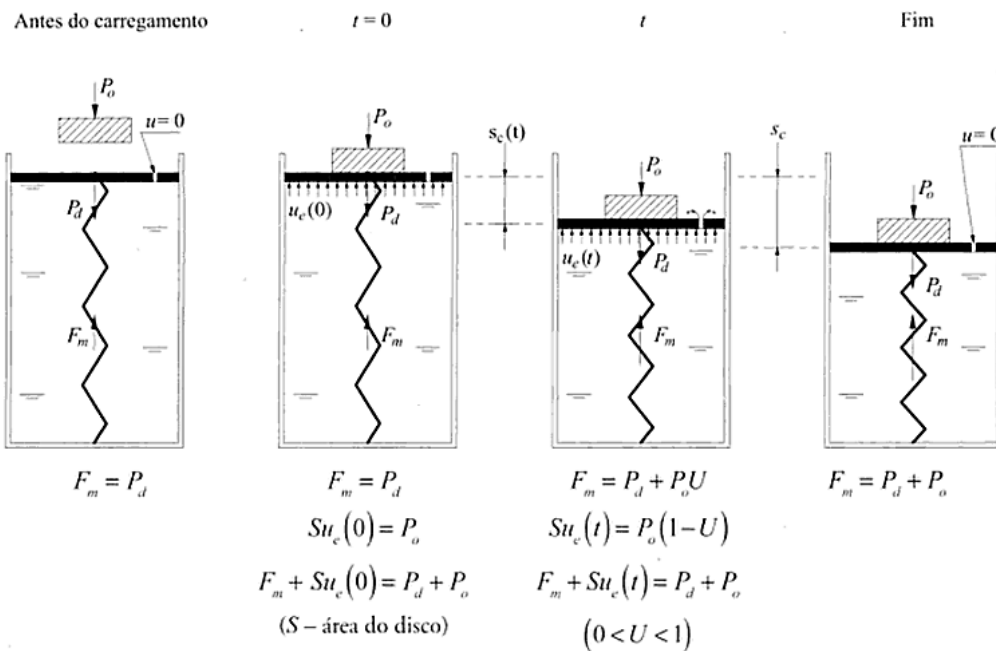 Antes do carregamento
t = 0
t
Fim
P_o
u = 0
P_d
F_m
P_o
u_e(0)
P_d
F_m
s_c(t)
P_o
u_e(t)
P_d
F_m
s_c
u = 0
P_o
P_d
F_m
F_m = P_d
F_m = P_d
F_m = P_d + P_o U
F_m = P_d + P_o
Su_e(0) = P_o
Su_e(t) = P_o(1−U)
F_m + Su_e(0) = P_d + P_o
F_m + Su_e(t) = P_d + P_o
(S – área do disco)
(0 < U < 1)